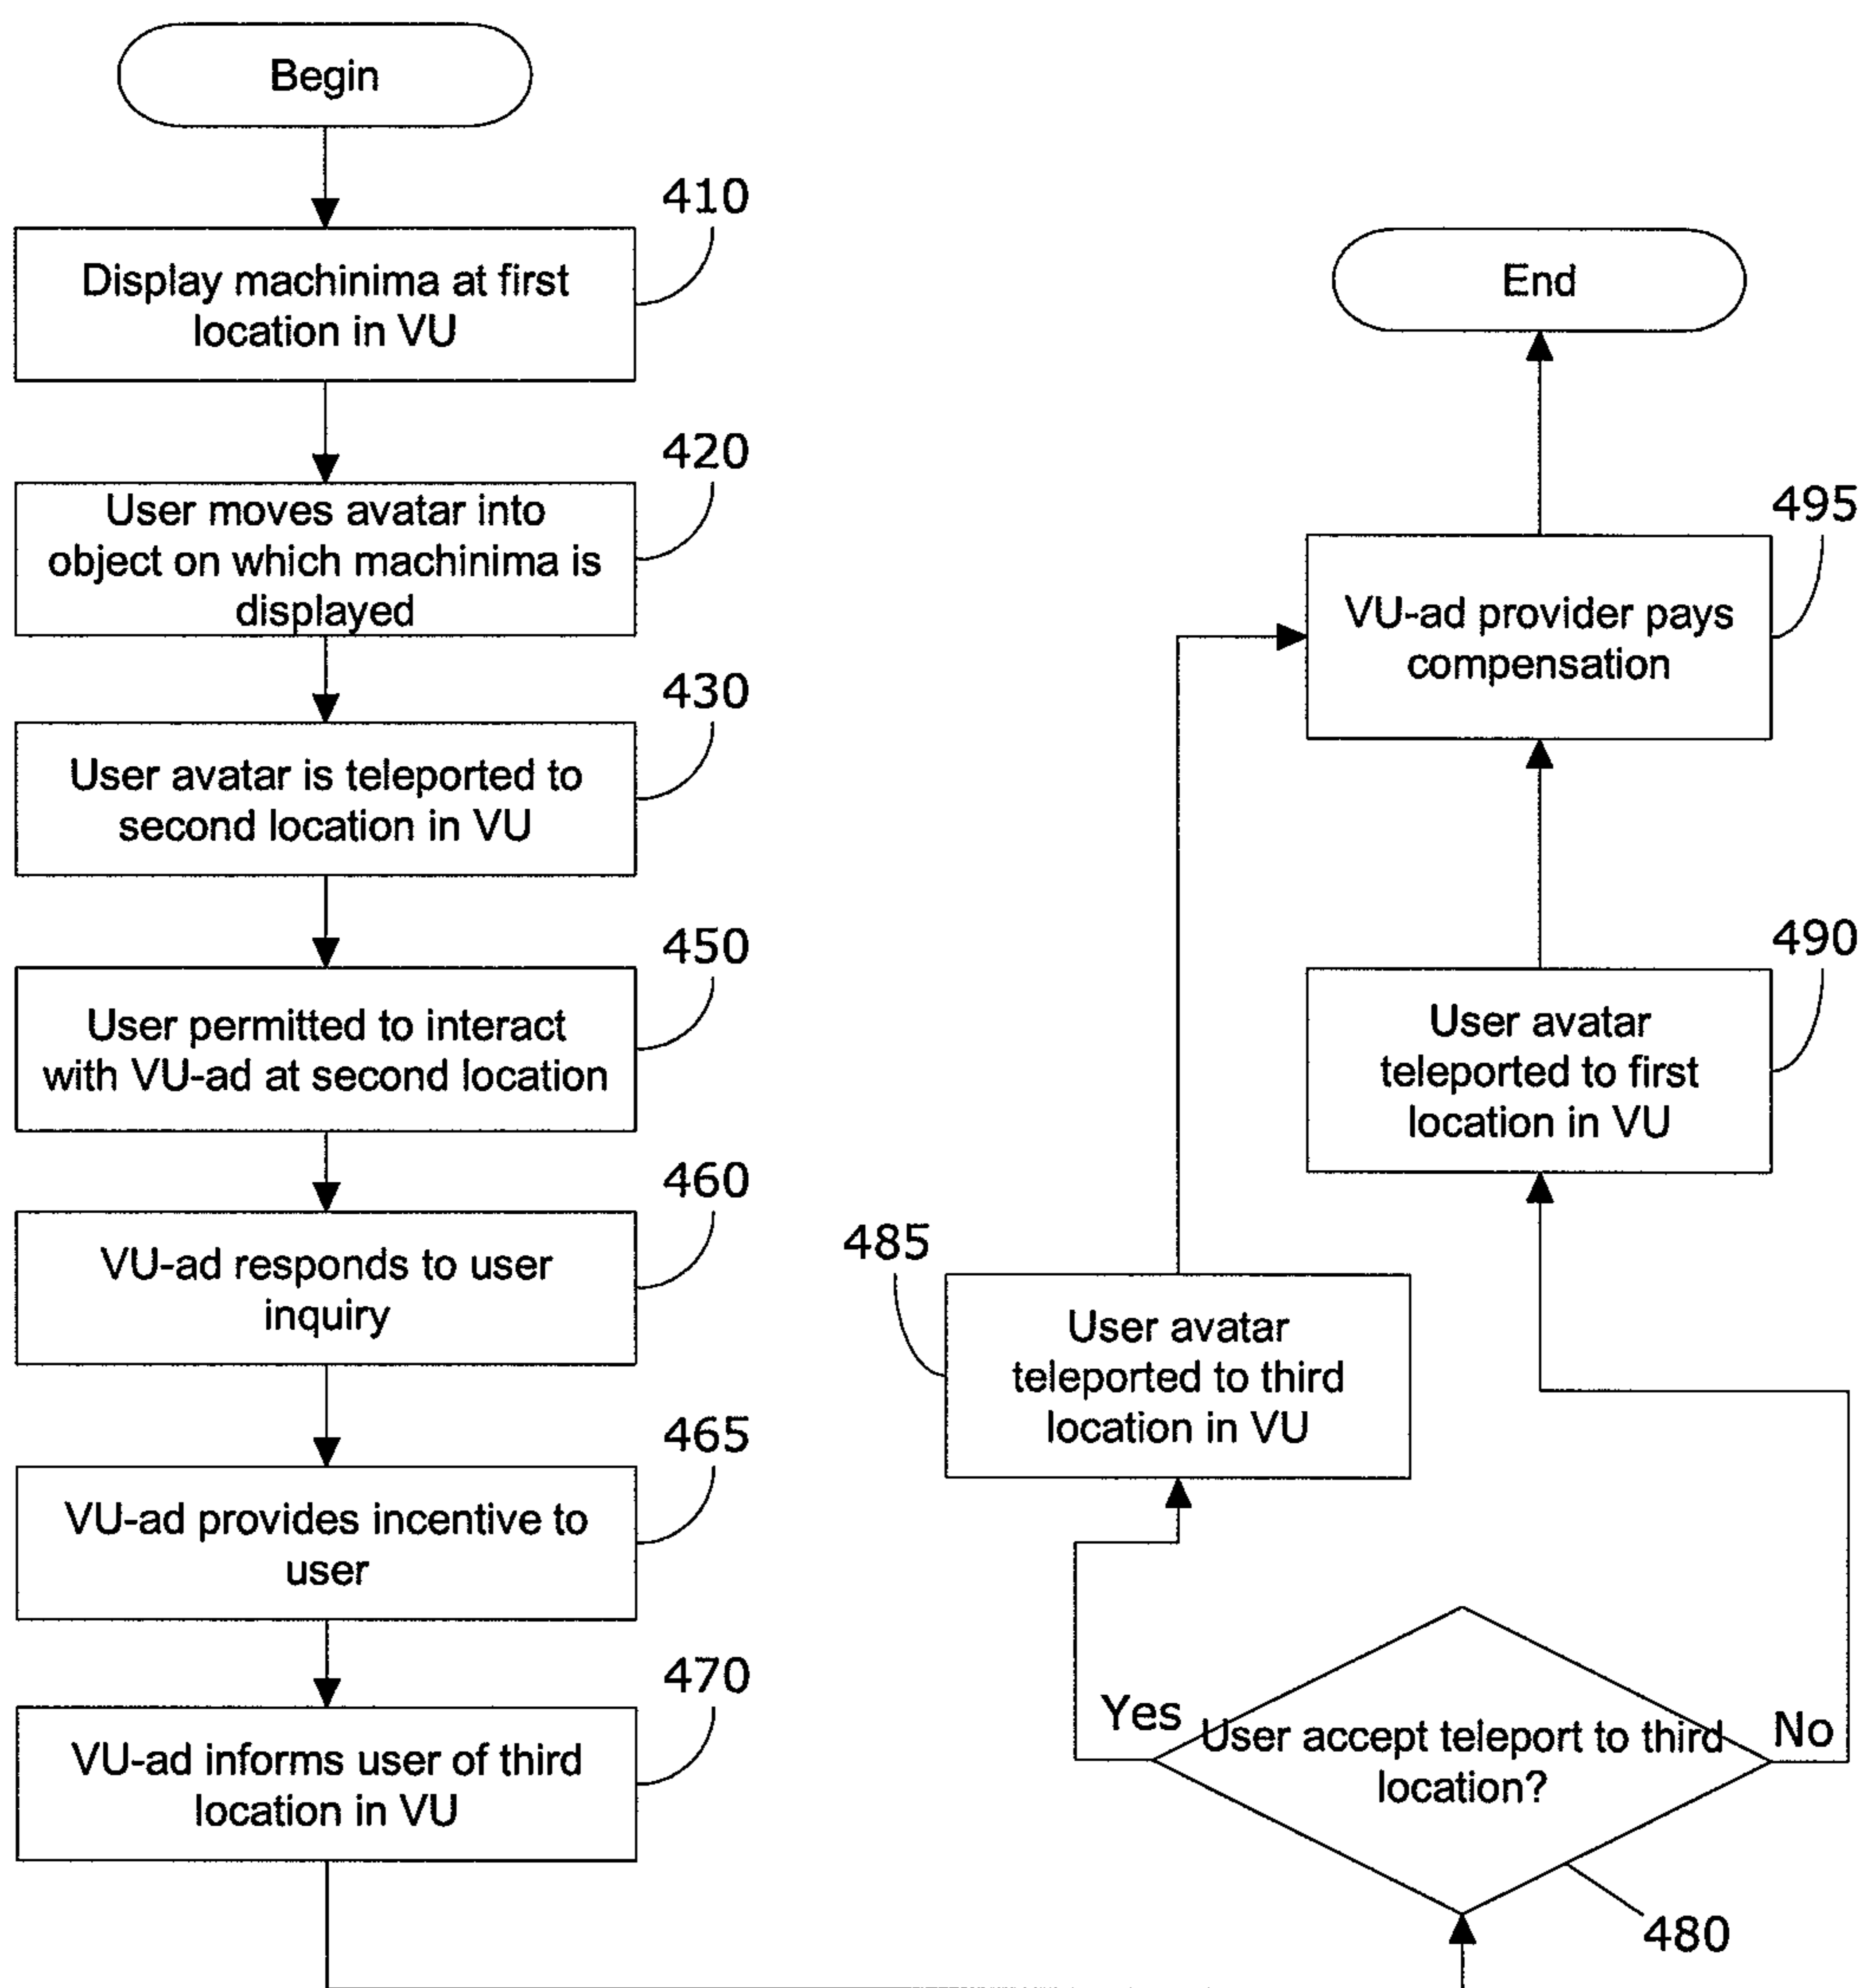 Begin
410
Display machinima at first
location in VU
420
User moves avatar into
object on which machinima is
displayed
430
User avatar is teleported to
second location in VU
450
User permitted to interact
with VU-ad at second location
460
VU-ad responds to user
inquiry
465
VU-ad provides incentive to
user
470
VU-ad informs user of third
location in VU
End
495
VU-ad provider pays
compensation
490
User avatar
teleported to first
location in VU
485
User avatar
teleported to third
location in VU
Yes
User accept teleport to third
location?
No
480